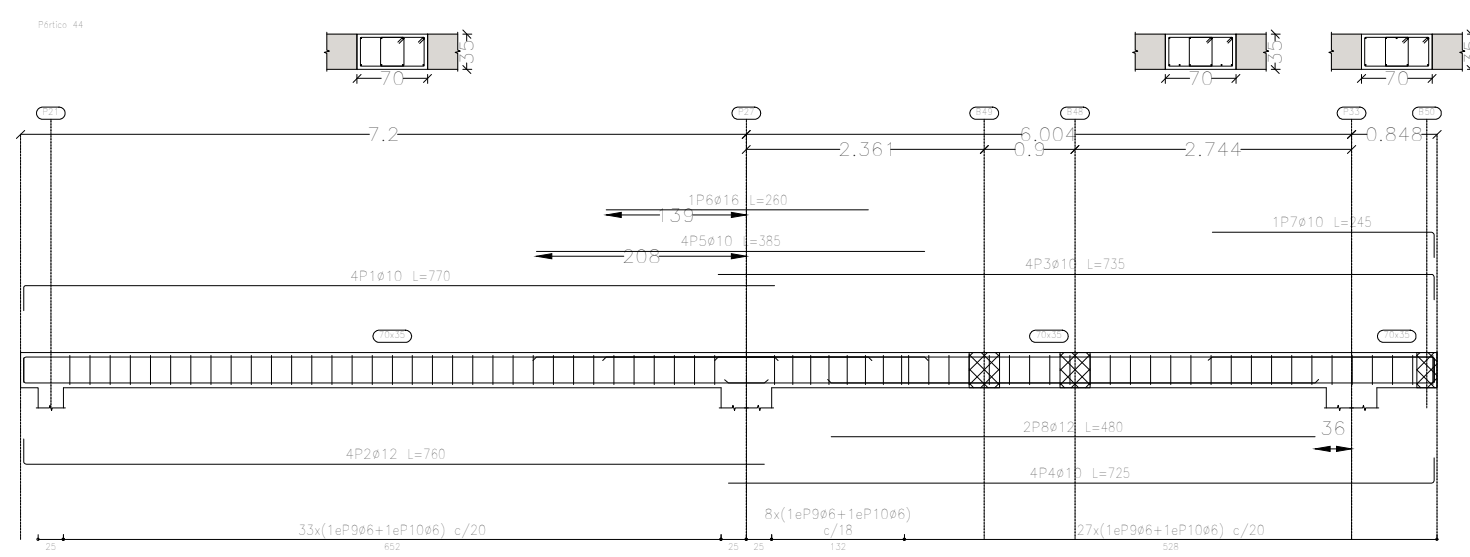 Pórtico 44
70
35
70
35
70
35
P21
P27
B49
B48
P33
B50
7.2
6.004
0.848
2.361
0.9
2.744
1P6ø16 L=260
139
1P7ø10 L=245
4P5ø10 L=385
208
4P3ø10 L=735
4P1ø10 L=770
70x35
70x35
70x35
2P8ø12 L=480
36
4P2ø12 L=760
4P4ø10 L=725
33x(1eP9ø6+1eP10ø6) c/20
8x(1eP9ø6+1eP10ø6)
c/18
27x(1eP9ø6+1eP10ø6) c/20
25
652
25
25
132
528